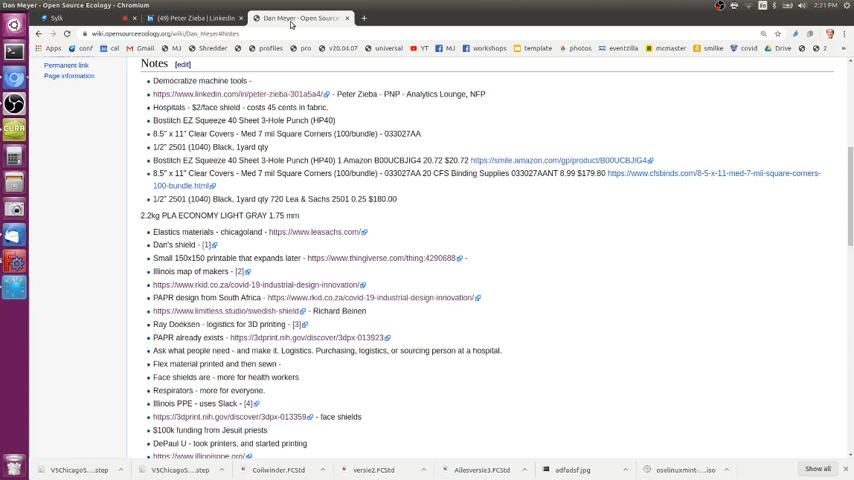 Dan Meyer - Open Source Ecology - Chromium
2:21 PM
Sylk
(49) Peter Zieba | LinkedIn
Dan Meyer - Open Source
wiki.opensourceecology.org/wiki/Dan_Meyer#Notes
Apps conf cal Gmail MJ Shredder profiles pro v20.04.07 universal YT MJ workshops template photos eventzilla mcmaster smilke covid Drive 2
Permanent link
Page information
Notes [edit]
Democratize machine tools -
https://www.linkedin.com/in/peter-zieba-301a5a4/ - Peter Zieba - PNP - Analytics Lounge, NFP
Hospitals - $2/face shield - costs 45 cents in fabric.
Bostitch EZ Squeeze 40 Sheet 3-Hole Punch (HP40)
8.5" x 11" Clear Covers - Med 7 mil Square Corners (100/bundle) - 033027AA
1/2" 2501 (1040) Black, 1yard qty
Bostitch EZ Squeeze 40 Sheet 3-Hole Punch (HP40) 1 Amazon B00UCBJIG4 20.72 $20.72 https://smile.amazon.com/gp/product/B00UCBJIG4
8.5" x 11" Clear Covers - Med 7 mil Square Corners (100/bundle) - 033027AA 20 CFS Binding Supplies 033027AANT 8.99 $179.80 https://www.cfsbinds.com/8-5-x-11-med-7-mil-square-corners-
100-bundle.html
1/2" 2501 (1040) Black, 1yard qty 720 Lea & Sachs 2501 0.25 $180.00
2.2kg PLA ECONOMY LIGHT GRAY 1.75 mm
Elastics materials - chicagoland - https://www.leasachs.com/
Dan's shield - [1]
Small 150x150 printable that expands later - https://www.thingiverse.com/thing:4290688 -
Illinois map of makers - [2]
https://www.rkid.co.za/covid-19-industrial-design-innovation/
PAPR design from South Africa - https://www.rkid.co.za/covid-19-industrial-design-innovation/
https://www.limitless.studio/swedish-shield - Richard Beinen
Ray Doeksen - logistics for 3D printing - [3]
PAPR already exists - https://3dprint.nih.gov/discover/3dpx-013923
Ask what people need - and make it. Logistics. Purchasing, logistics, or sourcing person at a hospital.
Flex material printed and then sewn -
Face shields are - more for health workers
Respirators - more for everyone.
Illinois PPE - uses Slack - [4]
https://3dprint.nih.gov/discover/3dpx-013359 - face shields
$100k funding from Jesuit priests
DePaul U - took printers, and started printing
https://www.illinoisppe.org/
V5ChicagoS....step
V5ChicagoS....step
Coilwinder.FCStd
versie2.FCStd
Ailesversie3.FCStd
adfadsf.jpg
oselinuxmint-....iso
Show all